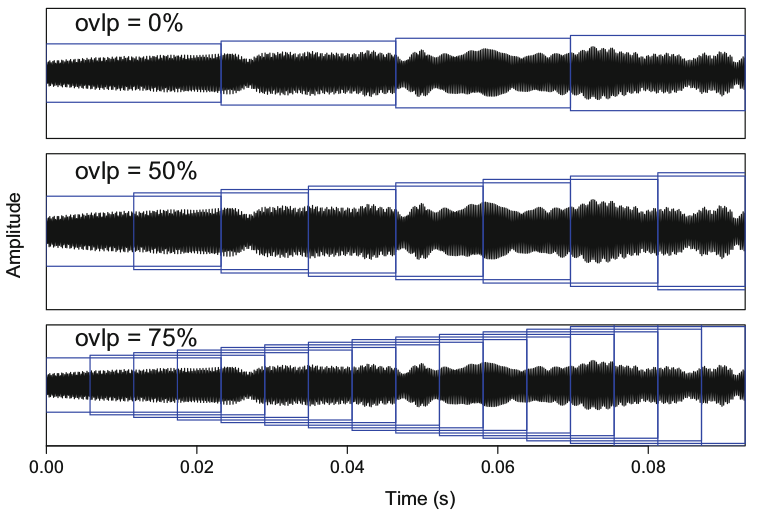 ovlp = 0%
ovlp = 50%
Amplitude
ovlp = 75%
0.00 0.02 0.04 0.06 0.08
Time (s)